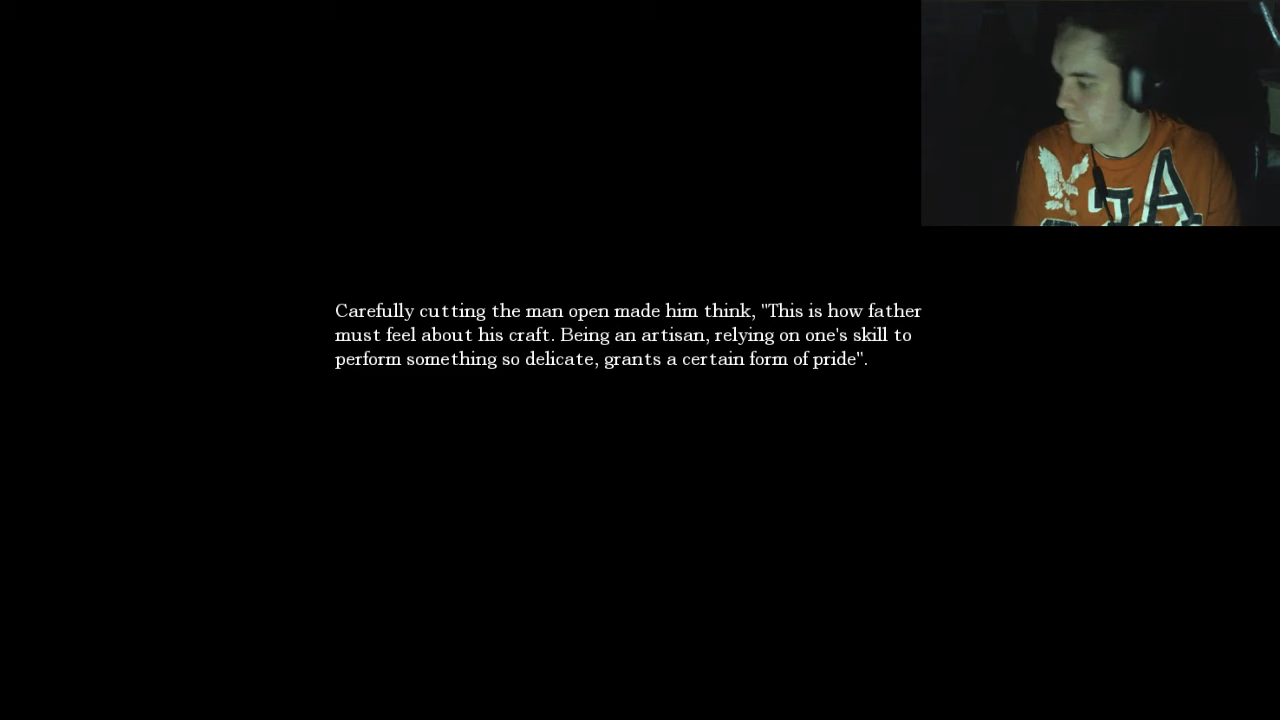 Carefully cutting the man open made him think, "This is how father
must feel about his craft. Being an artisan, relying on one's skill to
perform something so delicate, grants a certain form of pride".